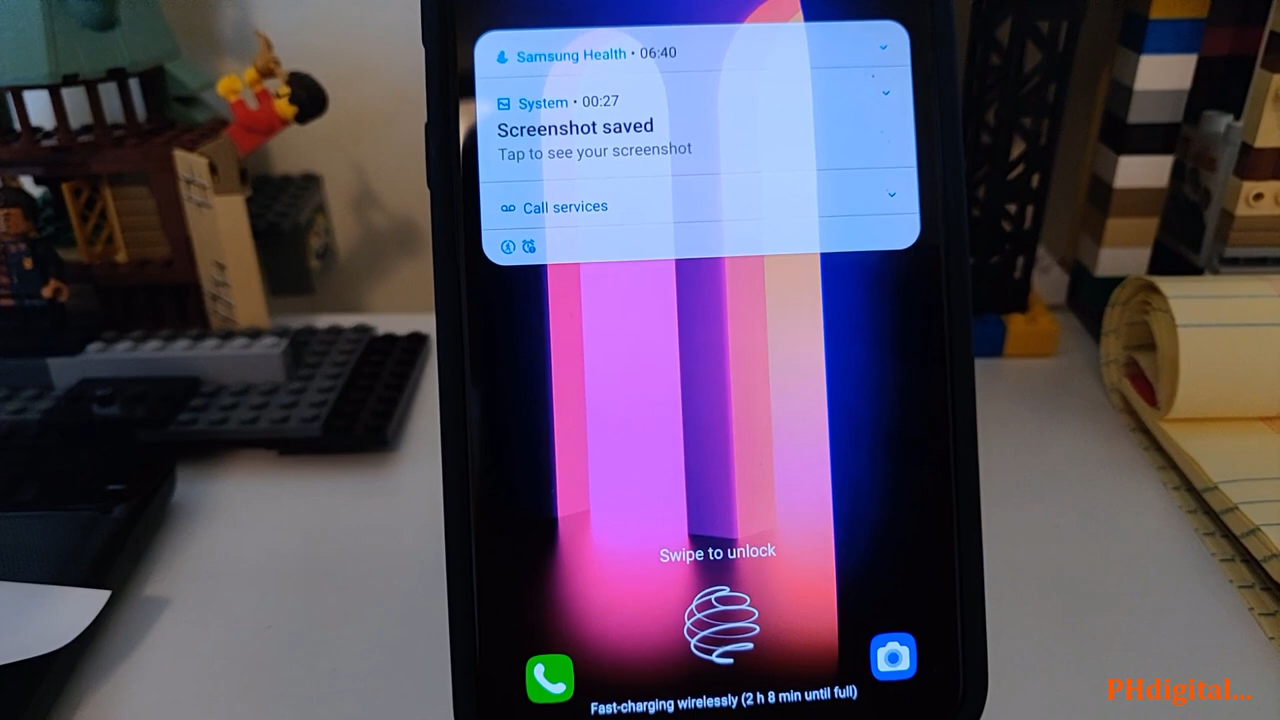 Samsung Health • 06:40
System • 00:27
Screenshot saved
Tap to see your screenshot
Call services
Swipe to unlock
Fast-charging wirelessly (2 h 8 min until full)
PHdigital...